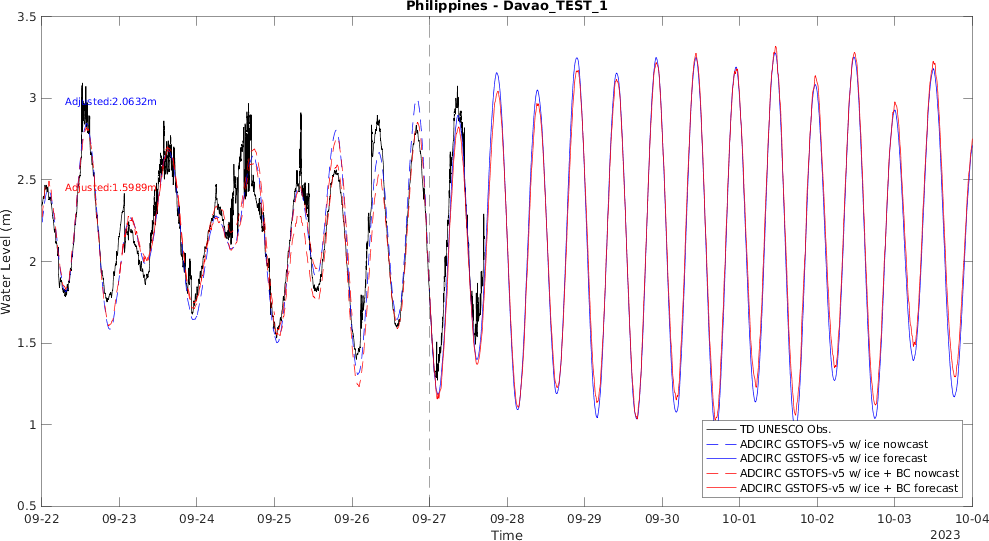 Philippines - Davao_TEST_1
3.5
3
2.5
2
1.5
1
0.5
Water Level (m)
Adjusted:2.0632m
Adjusted:1.5989m
TD UNESCO Obs.
ADCIRC GSTOFS-v5 w/ ice nowcast
ADCIRC GSTOFS-v5 w/ ice forecast
ADCIRC GSTOFS-v5 w/ ice + BC nowcast
ADCIRC GSTOFS-v5 w/ ice + BC forecast
09-22 09-23 09-24 09-25 09-26 09-27 09-28 09-29 09-30 10-01 10-02 10-03 10-04
Time
2023